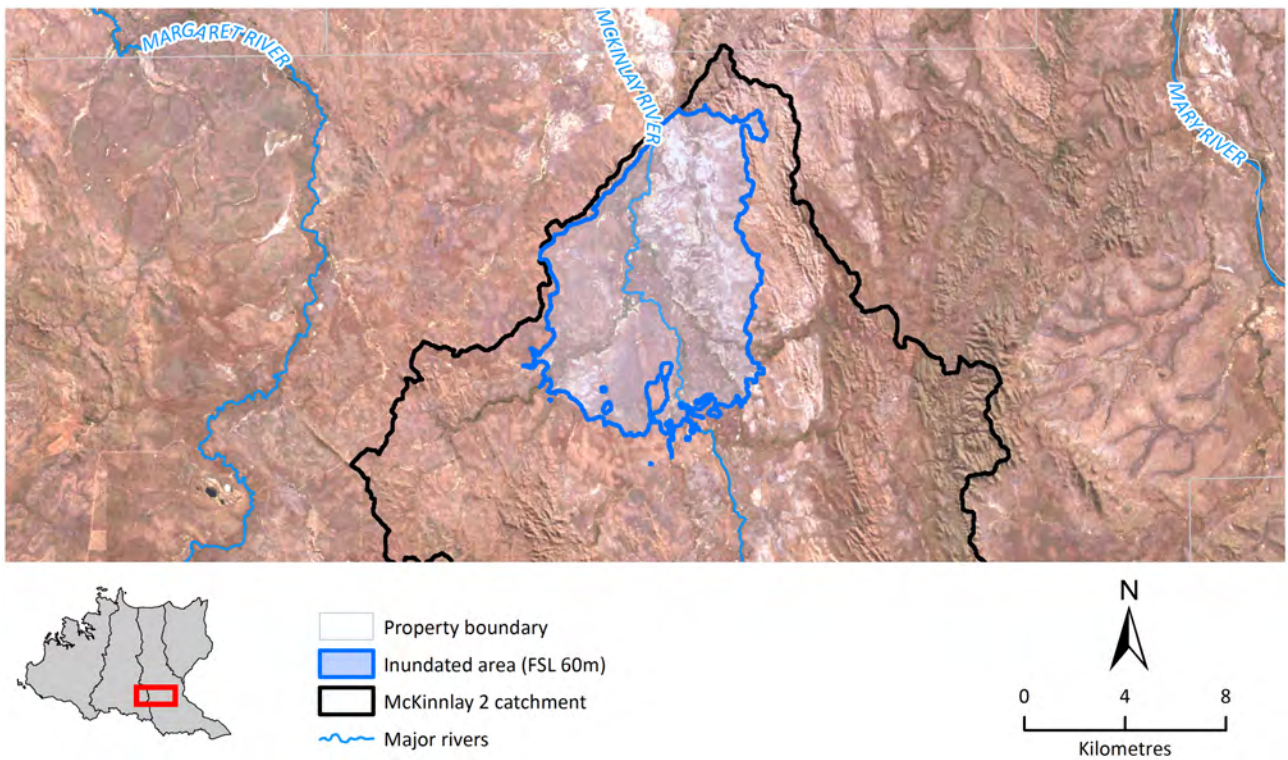 MARGARET RIVER
MCKINLAY RIVER
MARY RIVER
Property boundary
Inundated area (FSL 60m)
McKinnlay 2 catchment
Major rivers
N
0 4 8
Kilometres